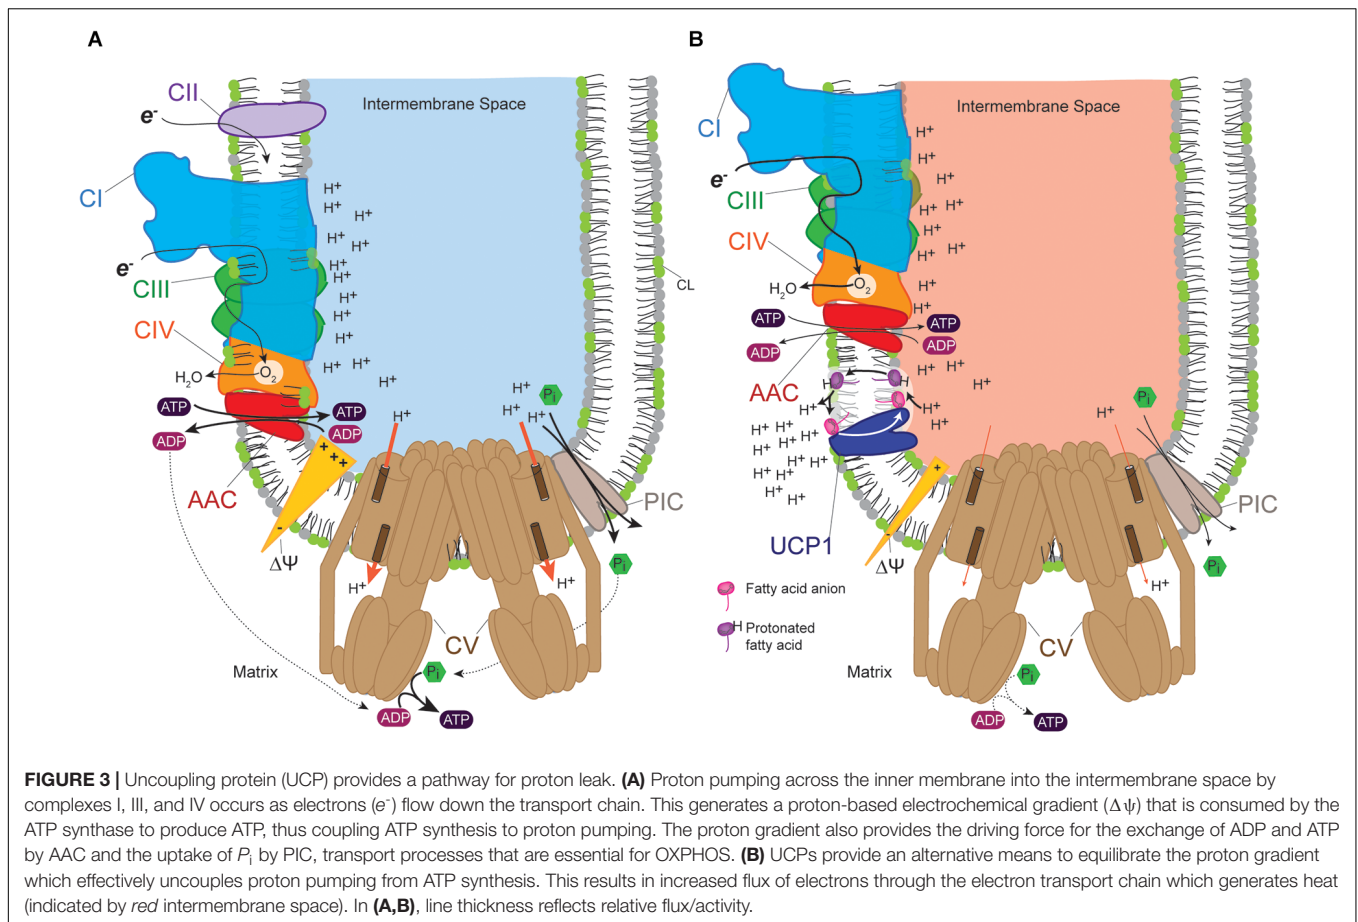 A
CII
e-
Intermembrane Space
CI
H+
H+
H+
H+
H+
e-
H+
H+
CIII
H+
H+
CL
H+
CIV
H+
H+
H+
O2
H2O
H+
H+
Pi
ATP
ATP
H+
H+
ADP
ADP
+
+
+
+
AAC
PIC
-
ΔΨ
Pi
H+
H+
CV
Matrix
Pi
ADP
ATP
B
Intermembrane Space
CI
H+
H+
e-
H+
H+
CIII
H+
H+
H+
CIV
H+
H+
O2
H2O
H+
H+
ATP
ATP
ADP
ADP
H+
H+
H
H
H+
AAC
Pi
H+
H+
H+
H+
H+
H+
H+
H+
H+
H+
H+
H+
H+
+
PIC
UCP1
-
ΔΨ
Pi
H+
Fatty acid anion
H Protonated
fatty acid
CV
Matrix
Pi
ADP
ATP
FIGURE 3 | Uncoupling protein (UCP) provides a pathway for proton leak. (A) Proton pumping across the inner membrane into the intermembrane space by
complexes I, III, and IV occurs as electrons (e-) flow down the transport chain. This generates a proton-based electrochemical gradient (Δψ) that is consumed by the
ATP synthase to produce ATP, thus coupling ATP synthesis to proton pumping. The proton gradient also provides the driving force for the exchange of ADP and ATP
by AAC and the uptake of Pi by PIC, transport processes that are essential for OXPHOS. (B) UCPs provide an alternative means to equilibrate the proton gradient
which effectively uncouples proton pumping from ATP synthesis. This results in increased flux of electrons through the electron transport chain which generates heat
(indicated by red intermembrane space). In (A,B), line thickness reflects relative flux/activity.